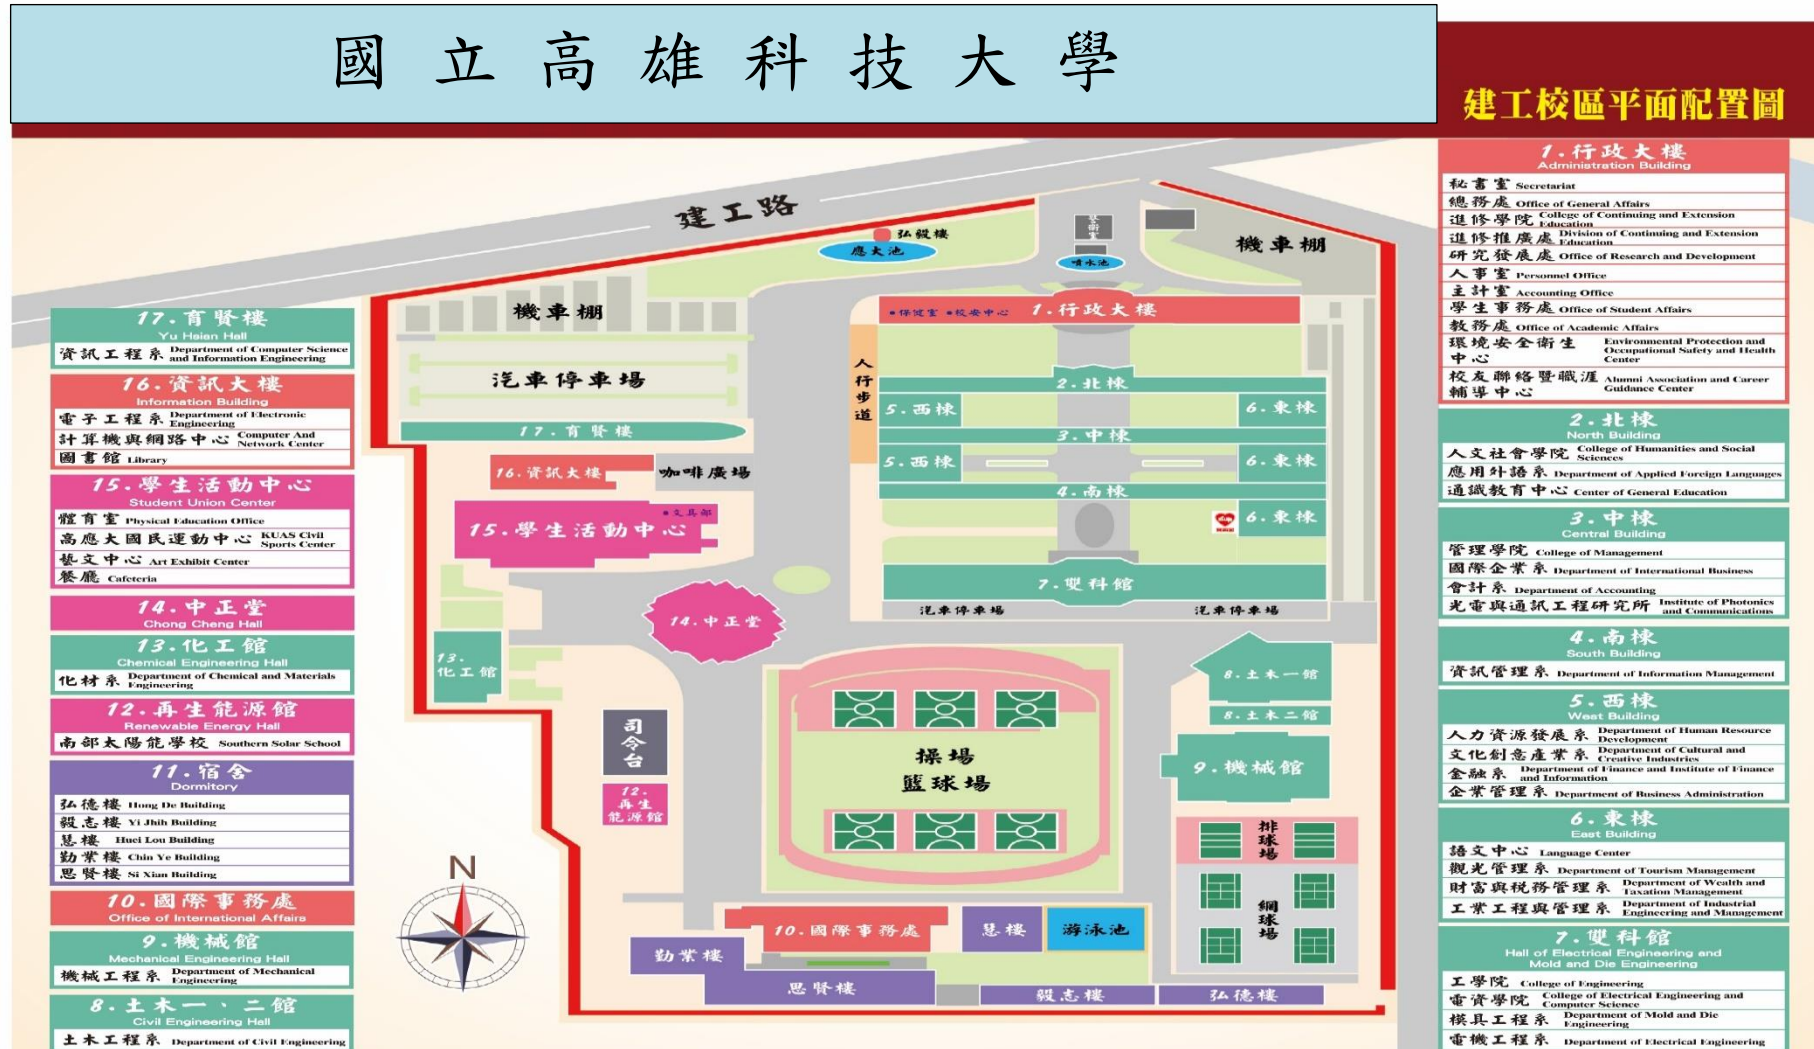 國立高雄科技大學
建工校區平面配置圖
17.育賢樓
Yu Hsian Hall
資訊工程系 Department of Computer Science and Information Engineering
16.資訊大樓
Information Building
電子工程系 Department of Electronic Engineering
計算機與網路中心 Computer And Network Center
圖書館 Library
15.學生活動中心
Student Union Center
體育室 Physical Education Office
高應大國民運動中心 KUAS Civil Sports Center
藝文中心 Art Exhibit Center
餐廳 Cafeteria
14.中正堂
Chong Cheng Hall
13.化工館
Chemical Engineering Hall
化材系 Department of Chemical and Materials Engineering
12.再生能源館
Renewable Energy Hall
南部太陽能學校 Southern Solar School
11.宿舍
Dormitory
弘德樓 Hong De Building
毅志樓 Yi Jhih Building
慧樓 Huei Lou Building
勤業樓 Chin Ye Building
思賢樓 Si Xian Building
10.國際事務處
Office of International Affairs
9.機械館
Mechanical Engineering Hall
機械工程系 Department of Mechanical Engineering
8.土木一、二館
Civil Engineering Hall
土木工程系 Department of Civil Engineering
建工路
弘毅樓
應大池
警衛室
噴水池
機車棚
機車棚
汽車停車場
人行步道
•保健室 •校安中心 1.行政大樓
2.北棟
5.西棟
6.東棟
3.中棟
5.西棟
6.東棟
4.南棟
6.東棟
7.雙科館
汽車停車場
汽車停車場
17.育賢樓
16.資訊大樓
咖啡廣場
•文具部
15.學生活動中心
14.中正堂
13.化工館
司令台
12.再生能源館
操場
籃球場
8.土木一館
8.土木二館
9.機械館
排球場
網球場
10.國際事務處
慧樓
游泳池
勤業樓
思賢樓
毅志樓
弘德樓
N
1.行政大樓
Administration Building
秘書室 Secretariat
總務處 Office of General Affairs
進修學院 College of Continuing and Extension Education
進修推廣處 Division of Continuing and Extension Education
研究發展處 Office of Research and Development
人事室 Personnel Office
主計室 Accounting Office
學生事務處 Office of Student Affairs
教務處 Office of Academic Affairs
環境安全衛生中心 Environmental Protection and Occupational Safety and Health Center
校友聯絡暨職涯輔導中心 Alumni Association and Career Guidance Center
2.北棟
North Building
人文社會學院 College of Humanities and Social Sciences
應用外語系 Department of Applied Foreign Languages
通識教育中心 Center of General Education
3.中棟
Central Building
管理學院 College of Management
國際企業系 Department of International Business
會計系 Department of Accounting
光電與通訊工程研究所 Institute of Photonics and Communications
4.南棟
South Building
資訊管理系 Department of Information Management
5.西棟
West Building
人力資源發展系 Department of Human Resource Development
文化創意產業系 Department of Cultural and Creative Industries
金融系 Department of Finance and Institute of Finance and Information
企業管理系 Department of Business Administration
6.東棟
East Building
語文中心 Language Center
觀光管理系 Department of Tourism Management
財富與稅務管理系 Department of Wealth and Taxation Management
工業工程與管理系 Department of Industrial Engineering and Management
7.雙科館
Hall of Electrical Engineering and
Mold and Die Engineering
工學院 College of Engineering
電資學院 College of Electrical Engineering and Computer Science
模具工程系 Department of Mold and Die Engineering
電機工程系 Department of Electrical Engineering